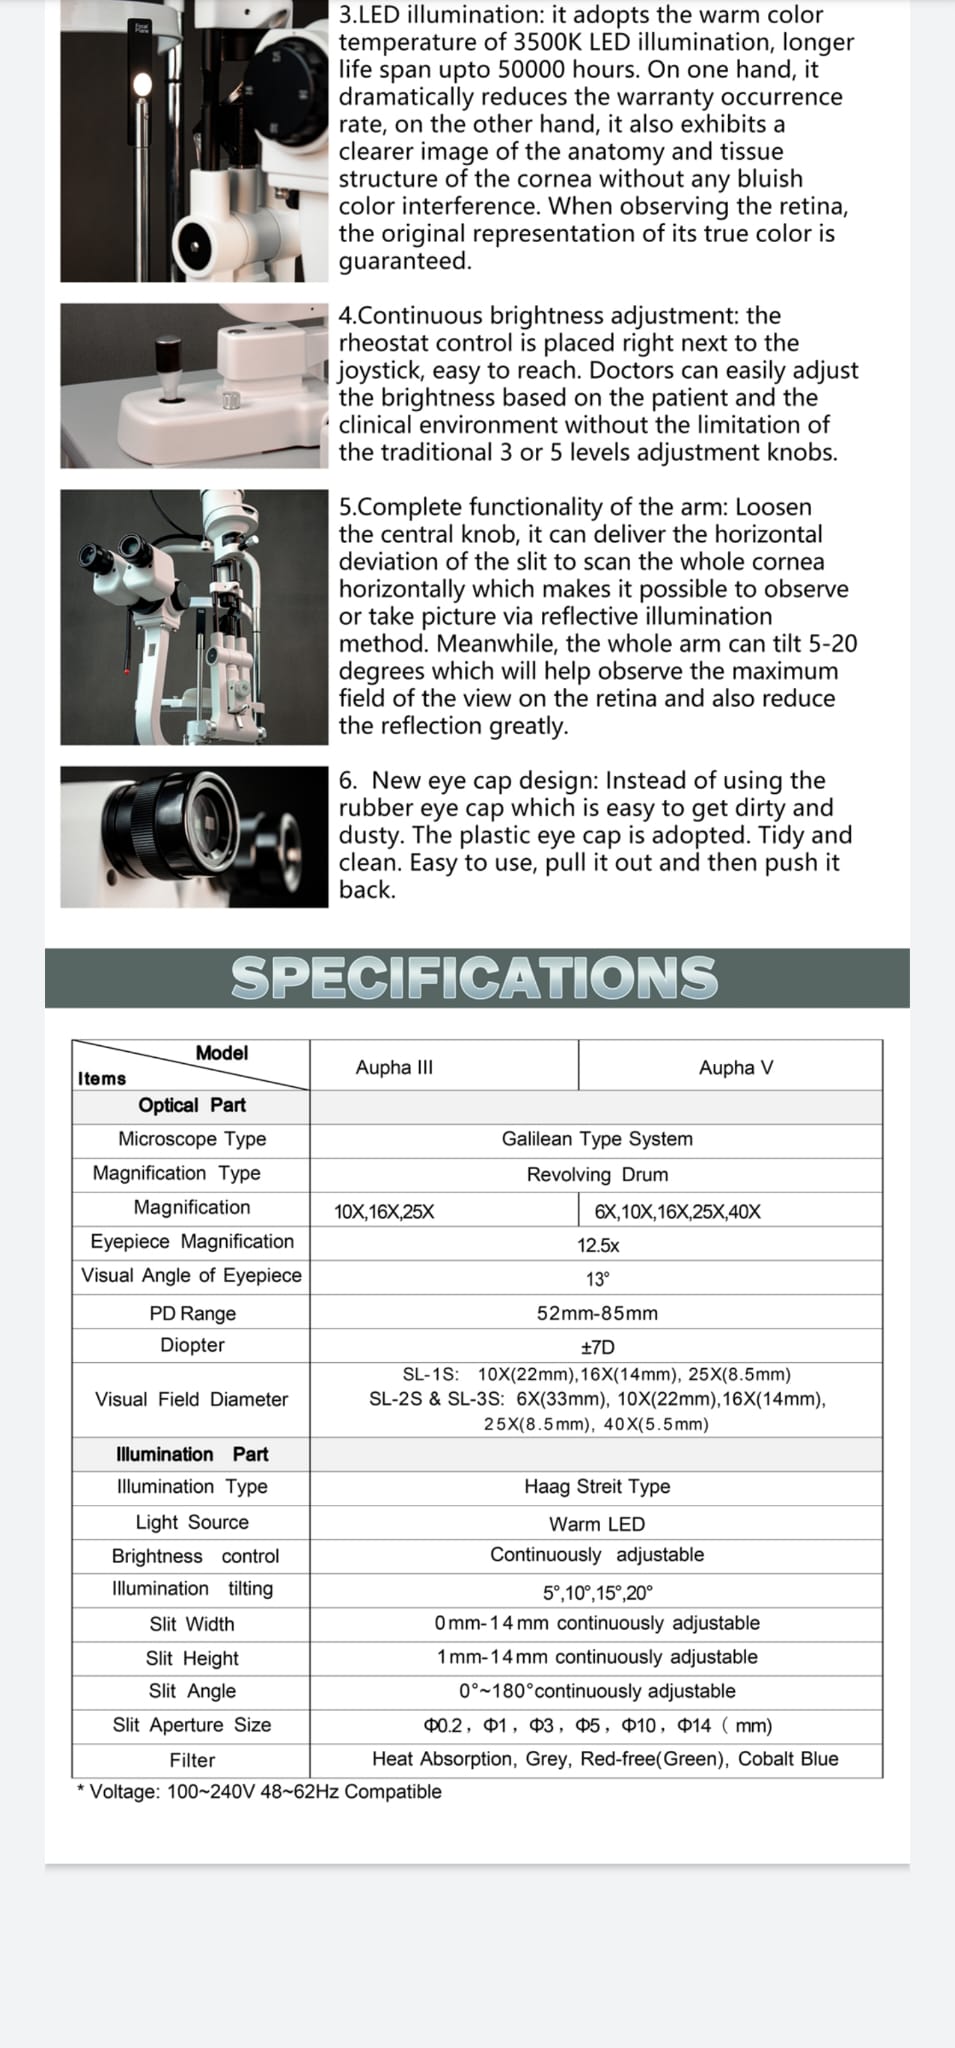 3.LED illumination: it adopts the warm color
temperature of 3500K LED illumination, longer
life span upto 50000 hours. On one hand, it
dramatically reduces the warranty occurrence
rate, on the other hand, it also exhibits a
clearer image of the anatomy and tissue
structure of the cornea without any bluish
color interference. When observing the retina,
the original representation of its true color is
guaranteed.
4.Continuous brightness adjustment: the
rheostat control is placed right next to the
joystick, easy to reach. Doctors can easily adjust
the brightness based on the patient and the
clinical environment without the limitation of
the traditional 3 or 5 levels adjustment knobs.
5.Complete functionality of the arm: Loosen
the central knob, it can deliver the horizontal
deviation of the slit to scan the whole cornea
horizontally which makes it possible to observe
or take picture via reflective illumination
method. Meanwhile, the whole arm can tilt 5-20
degrees which will help observe the maximum
field of the view on the retina and also reduce
the reflection greatly.
6. New eye cap design: Instead of using the
rubber eye cap which is easy to get dirty and
dusty. The plastic eye cap is adopted. Tidy and
clean. Easy to use, pull it out and then push it
back.
SPECIFICATIONS
Model
Items
Aupha III Aupha V
Optical Part
Microscope Type Galilean Type System
Magnification Type Revolving Drum
Magnification 10X,16X,25X 6X,10X,16X,25X,40X
Eyepiece Magnification 12.5x
Visual Angle of Eyepiece 13°
PD Range 52mm-85mm
Diopter ±7D
Visual Field Diameter
SL-1S: 10X(22mm),16X(14mm), 25X(8.5mm)
SL-2S & SL-3S: 6X(33mm), 10X(22mm),16X(14mm),
25X(8.5mm), 40X(5.5mm)
Illumination Part
Illumination Type Haag Streit Type
Light Source Warm LED
Brightness control Continuously adjustable
Illumination tilting 5°,10°,15°,20°
Slit Width 0mm-14mm continuously adjustable
Slit Height 1mm-14mm continuously adjustable
Slit Angle 0°~180°continuously adjustable
Slit Aperture Size Φ0.2, Φ1, Φ3, Φ5, Φ10, Φ14 ( mm)
Filter Heat Absorption, Grey, Red-free(Green), Cobalt Blue
* Voltage: 100~240V 48~62Hz Compatible